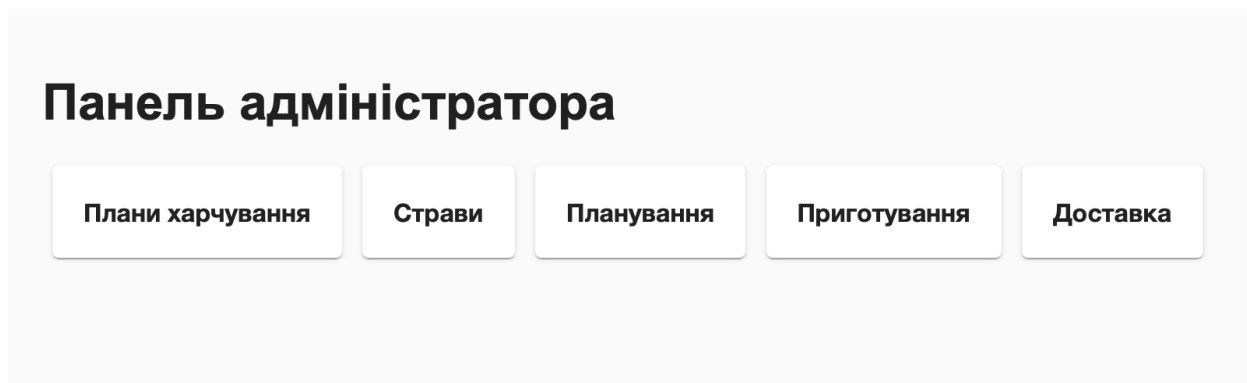 Панель адміністратора
Плани харчування Страви Планування Приготування Доставка